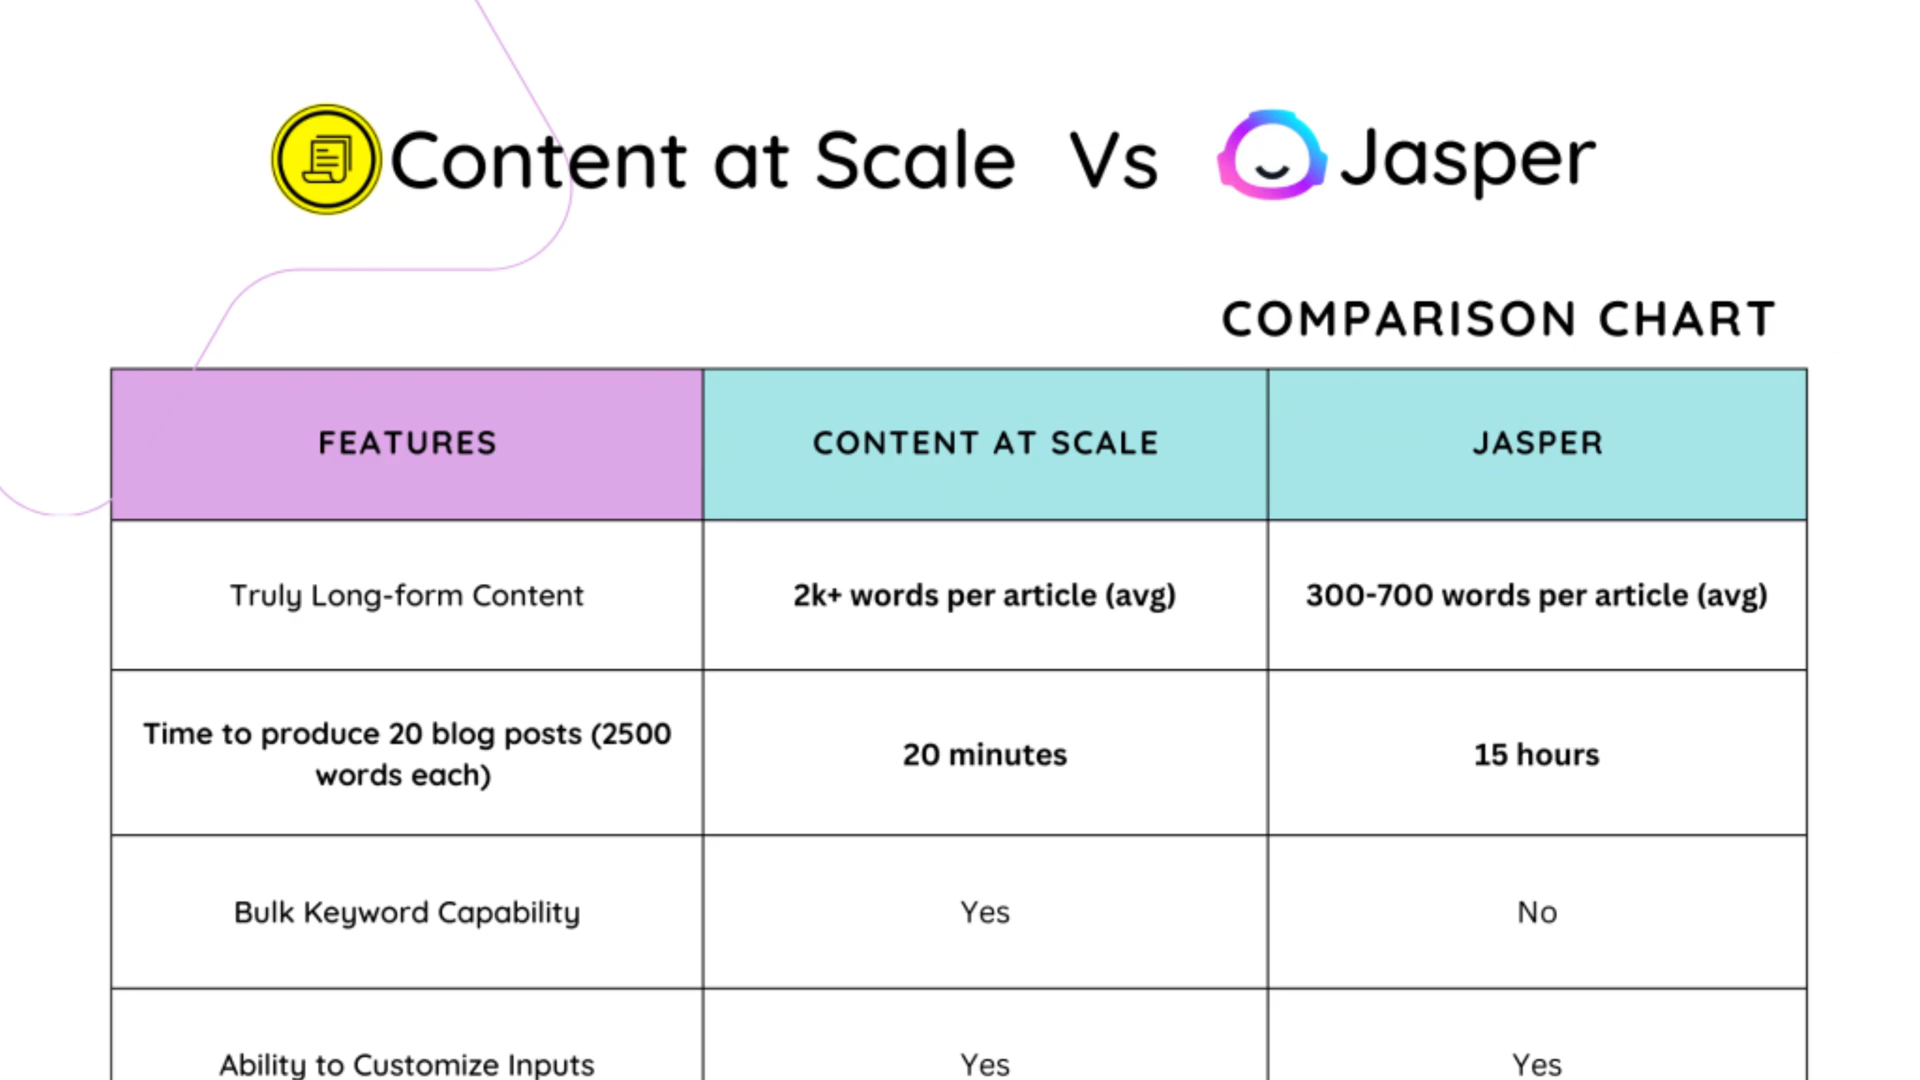 Content at Scale Vs Jasper
COMPARISON CHART
FEATURES CONTENT AT SCALE JASPER
Truly Long-form Content 2k+ words per article (avg) 300-700 words per article (avg)
Time to produce 20 blog posts (2500
words each) 20 minutes 15 hours
Bulk Keyword Capability Yes No
Ability to Customize Inputs Yes Yes